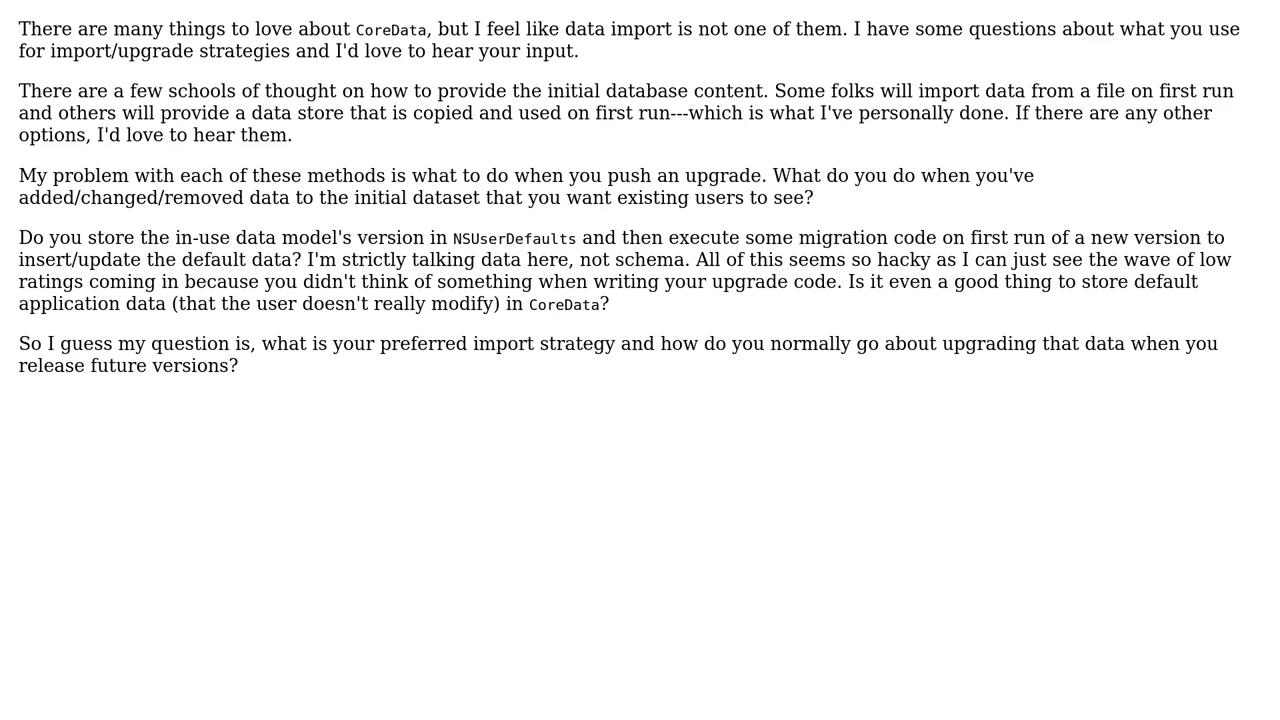 There are many things to love about CoreData, but I feel like data import is not one of them. I have some questions about what you use
for import/upgrade strategies and I'd love to hear your input.
There are a few schools of thought on how to provide the initial database content. Some folks will import data from a file on first run
and others will provide a data store that is copied and used on first run---which is what I've personally done. If there are any other
options, I'd love to hear them.
My problem with each of these methods is what to do when you push an upgrade. What do you do when you've
added/changed/removed data to the initial dataset that you want existing users to see?
Do you store the in-use data model's version in NSUserDefaults and then execute some migration code on first run of a new version to
insert/update the default data? I'm strictly talking data here, not schema. All of this seems so hacky as I can just see the wave of low
ratings coming in because you didn't think of something when writing your upgrade code. Is it even a good thing to store default
application data (that the user doesn't really modify) in CoreData?
So I guess my question is, what is your preferred import strategy and how do you normally go about upgrading that data when you
release future versions?